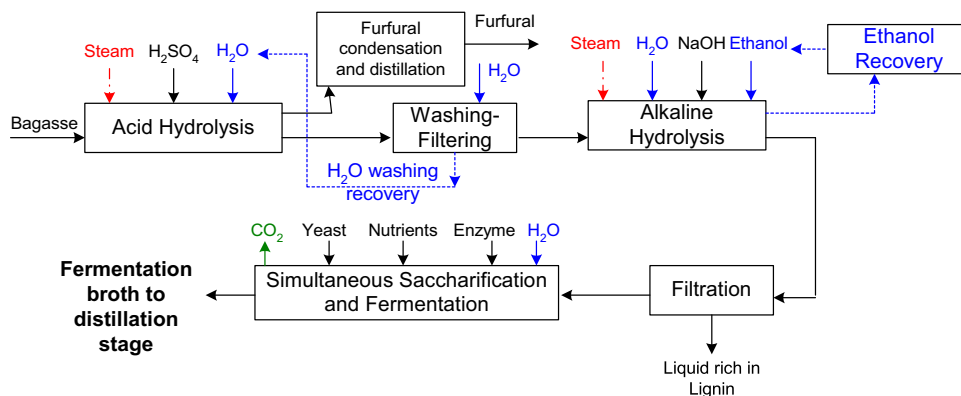 Steam
H₂SO₄
H₂O
Furfural
condensation
and distillation
Furfural
H₂O
Steam
H₂O
NaOH
Ethanol
Ethanol
Recovery
Bagasse
Acid Hydrolysis
Washing-
Filtering
Alkaline
Hydrolysis
H₂O washing
recovery
CO₂
Yeast
Nutrients
Enzyme
H₂O
Fermentation
broth to
distillation
stage
Simultaneous Saccharification
and Fermentation
Filtration
Liquid rich in
Lignin